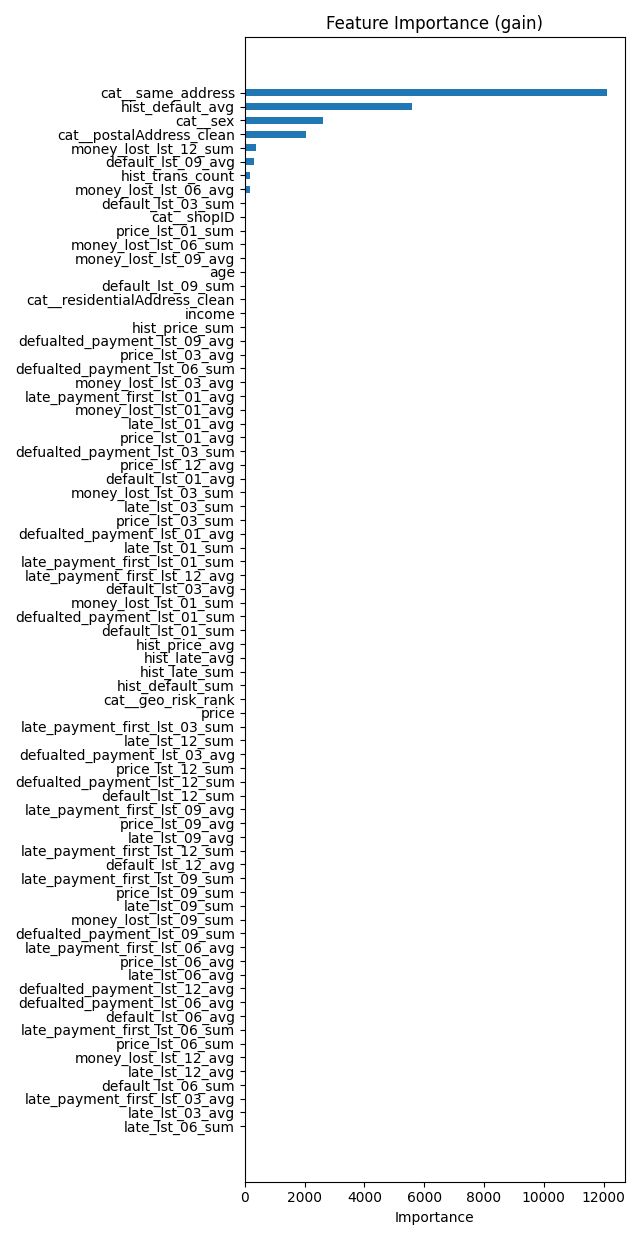 Feature Importance (gain)
cat__same_address
hist_default_avg
cat__sex
cat__postalAddress_clean
money_lost_lst_12_sum
default_lst_09_avg
hist_trans_count
money_lost_lst_06_avg
default_lst_03_sum
cat__shopID
price_lst_01_sum
money_lost_lst_06_sum
money_lost_lst_09_avg
age
default_lst_09_sum
cat__residentialAddress_clean
income
hist_price_sum
defualted_payment_lst_09_avg
price_lst_03_avg
defualted_payment_lst_06_sum
money_lost_lst_03_avg
late_payment_first_lst_01_avg
money_lost_lst_01_avg
late_lst_01_avg
price_lst_01_avg
defualted_payment_lst_03_sum
price_lst_12_avg
default_lst_01_avg
money_lost_lst_03_sum
late_lst_03_sum
price_lst_03_sum
defualted_payment_lst_01_avg
late_lst_01_sum
late_payment_first_lst_01_sum
late_payment_first_lst_12_avg
default_lst_03_avg
money_lost_lst_01_sum
defualted_payment_lst_01_sum
default_lst_01_sum
hist_price_avg
hist_late_avg
hist_late_sum
hist_default_sum
cat__geo_risk_rank
price
late_payment_first_lst_03_sum
late_lst_12_sum
defualted_payment_lst_03_avg
price_lst_12_sum
defualted_payment_lst_12_sum
default_lst_12_sum
late_payment_first_lst_09_avg
price_lst_09_avg
late_lst_09_avg
late_payment_first_lst_12_sum
default_lst_12_avg
late_payment_first_lst_09_sum
price_lst_09_sum
late_lst_09_sum
money_lost_lst_09_sum
defualted_payment_lst_09_sum
late_payment_first_lst_06_avg
price_lst_06_avg
late_lst_06_avg
defualted_payment_lst_12_avg
defualted_payment_lst_06_avg
default_lst_06_avg
late_payment_first_lst_06_sum
price_lst_06_sum
money_lost_lst_12_avg
late_lst_12_avg
default_lst_06_sum
late_payment_first_lst_03_avg
late_lst_03_avg
late_lst_06_sum
0 2000 4000 6000 8000 10000 12000
Importance